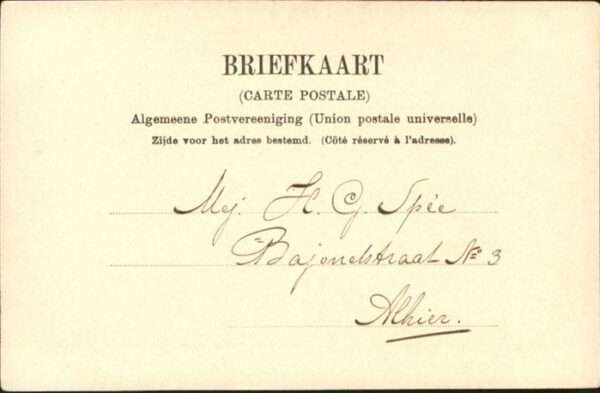 BRIEFKAART
(CARTE POSTALE)
Algemeene Postvereeniging (Union postale universelle)
Zijde voor het adres bestemd. (Côté réservé à l'adresse).
Mej. H. G. Spée
Bajonetstraat No 3
Alhier.